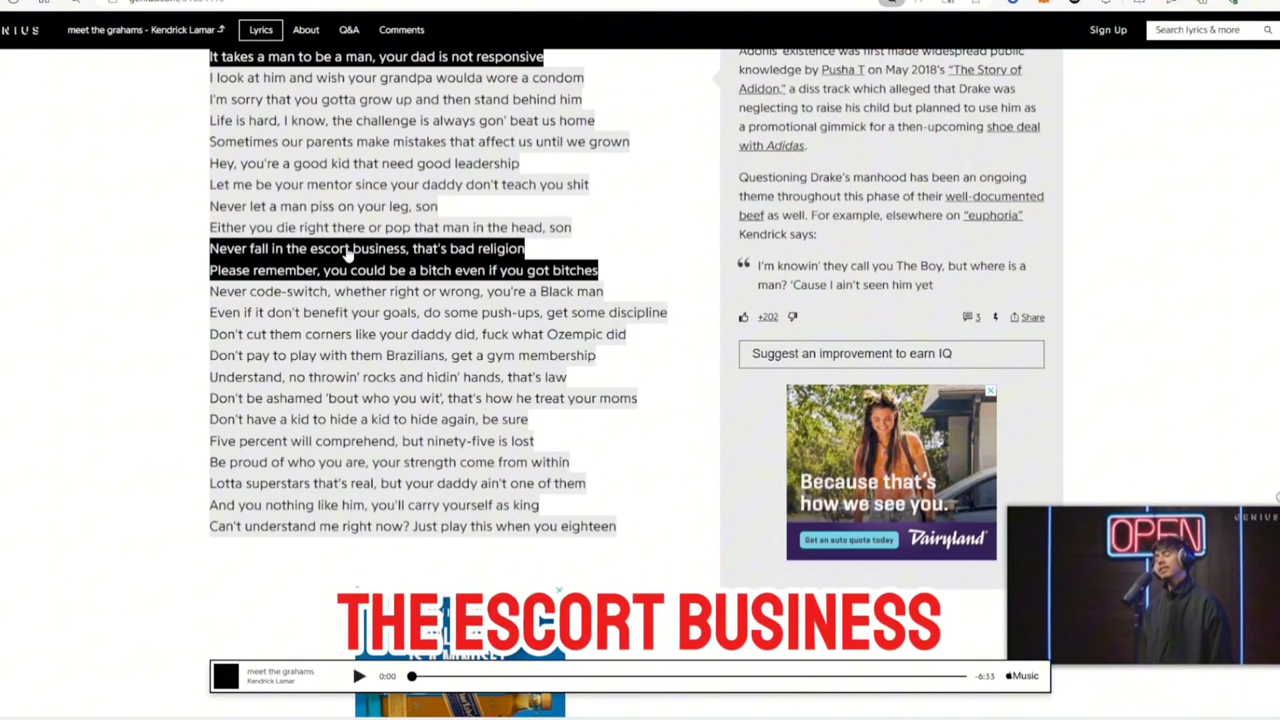 NIUS
meet the grahams - Kendrick Lamar
Lyrics
About
Q&A
Comments
Sign Up
Search lyrics & more
It takes a man to be a man, your dad is not responsive
I look at him and wish your grandpa woulda wore a condom
I'm sorry that you gotta grow up and then stand behind him
Life is hard, I know, the challenge is always gon' beat us home
Sometimes our parents make mistakes that affect us until we grown
Hey, you're a good kid that need good leadership
Let me be your mentor since your daddy don't teach you shit
Never let a man piss on your leg, son
Either you die right there or pop that man in the head, son
Never fall in the escort business, that's bad religion
Please remember, you could be a bitch even if you got bitches
Never code-switch, whether right or wrong, you're a Black man
Even if it don't benefit your goals, do some push-ups, get some discipline
Don't cut them corners like your daddy did, fuck what Ozempic did
Don't pay to play with them Brazilians, get a gym membership
Understand, no throwin' rocks and hidin' hands, that's law
Don't be ashamed 'bout who you wit', that's how he treat your moms
Don't have a kid to hide a kid to hide again, be sure
Five percent will comprehend, but ninety-five is lost
Be proud of who you are, your strength come from within
Lotta superstars that's real, but your daddy ain't one of them
And you nothing like him, you'll carry yourself as king
Can't understand me right now? Just play this when you eighteen
Adonis' existence was first made widespread public
knowledge by Pusha T on May 2018's "The Story of
Adidon," a diss track which alleged that Drake was
neglecting to raise his child but planned to use him as
a promotional gimmick for a then-upcoming shoe deal
with Adidas.
Questioning Drake's manhood has been an ongoing
theme throughout this phase of their well-documented
beef as well. For example, elsewhere on "euphoria"
Kendrick says:
I'm knowin' they call you The Boy, but where is a
man? 'Cause I ain't seen him yet
+202
3
Share
Suggest an improvement to earn IQ
Because that's
how we see you.
Get an auto quote today
Dairyland
GENIUS
OPEN
THE ESCORT BUSINESS
meet the grahams
Kendrick Lamar
0:00
-6:33
Music